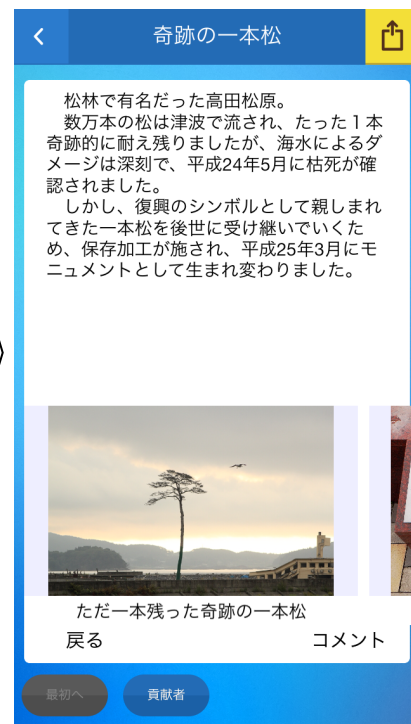 奇跡の一本松
　松林で有名だった高田松原。
　数万本の松は津波で流され、たった１本
奇跡的に耐え残りましたが、海水によるダ
メージは深刻で、平成24年5月に枯死が確
認されました。
　しかし、復興のシンボルとして親しまれ
てきた一本松を後世に受け継いでいくた
め、保存加工が施され、平成25年3月にモ
ニュメントとして生まれ変わりました。
ただ一本残った奇跡の一本松
戻る
コメント
最初へ
貢献者